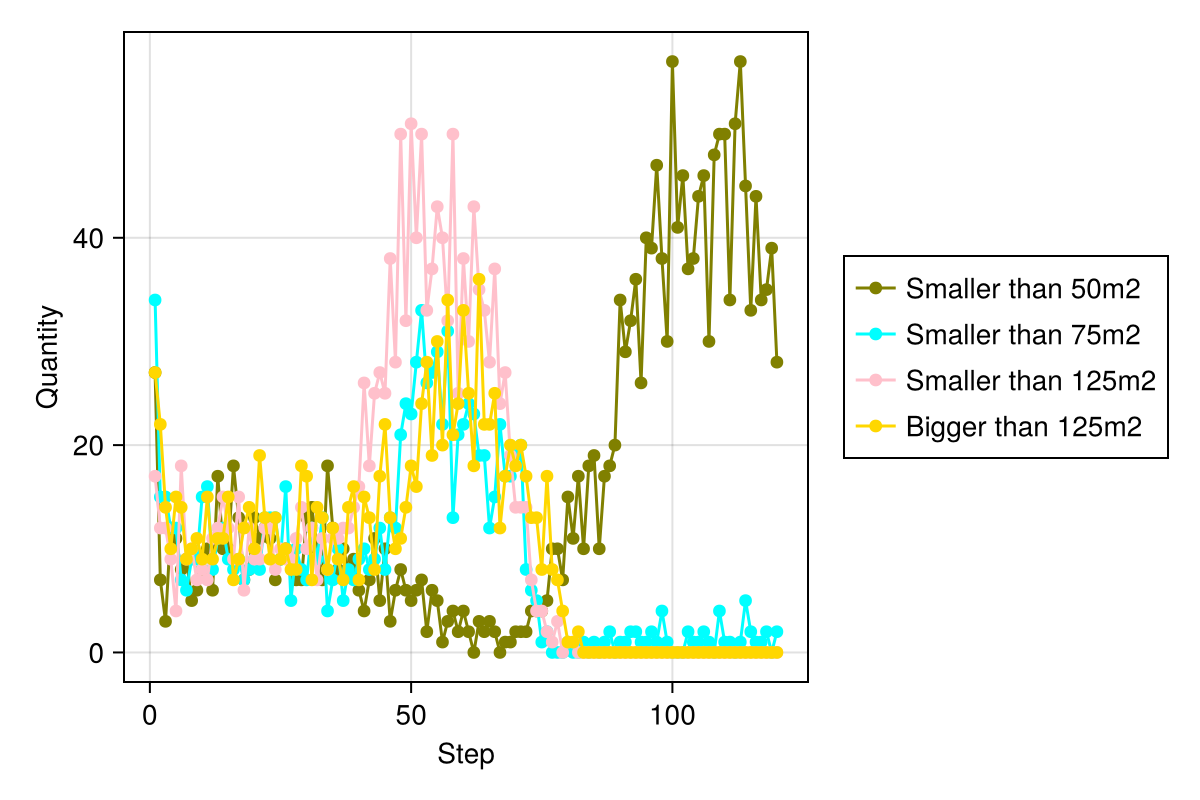 Quantity
40
20
0
0
50
100
Step
Smaller than 50m2
Smaller than 75m2
Smaller than 125m2
Bigger than 125m2